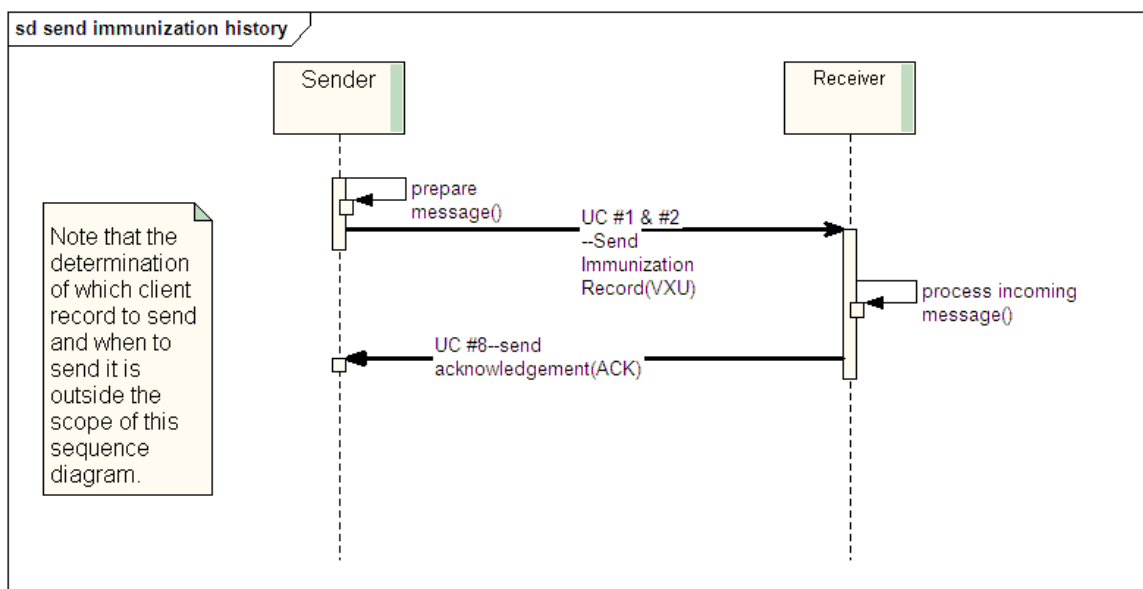 sd send immunization history
Sender
Receiver
prepare
message()
UC #1 & #2
--Send
Immunization
Record(VXU)
Note that the
determination
of which client
record to send
and when to
send it is
outside the
scope of this
sequence
diagram.
process incoming
message()
UC #8--send
acknowledgement(ACK)